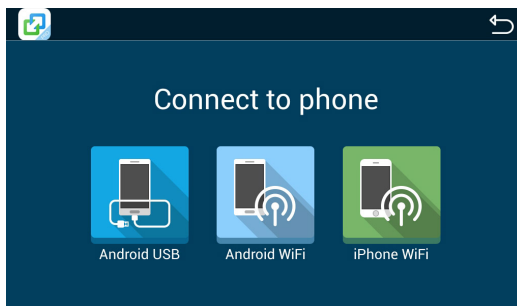 Connect to phone
Android USB
Android WiFi
iPhone WiFi